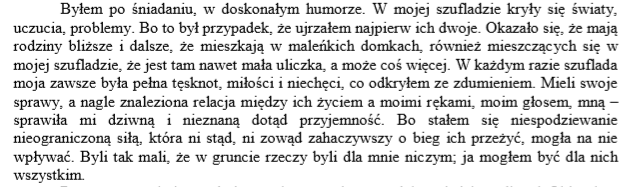 Byłem po śniadaniu, w doskonałym humorze. W mojej szufladzie kryły się światy,
uczucia, problemy. Bo to był przypadek, że ujrzałem najpierw ich dwoje. Okazało się, że mają
rodziny bliższe i dalsze, że mieszkają w maleńkich domkach, również mieszczących się w
mojej szufladzie, że jest tam nawet mała uliczka, a może coś więcej. W każdym razie szuflada
moja zawsze była pełna tęsknot, miłości i niechęci, co odkryłem ze zdumieniem. Mieli swoje
sprawy, a nagle znaleziona relacja między ich życiem a moimi rękami, moim głosem, mną –
sprawiła mi dziwną i nieznaną dotąd przyjemność. Bo stałem się niespodziewanie
nieograniczoną siłą, która ni stąd, ni zowąd zahaczywszy o bieg ich przeżyć, mogła na nie
wpływać. Byli tak mali, że w gruncie rzeczy byli dla mnie niczym; ja mogłem być dla nich
wszystkim.